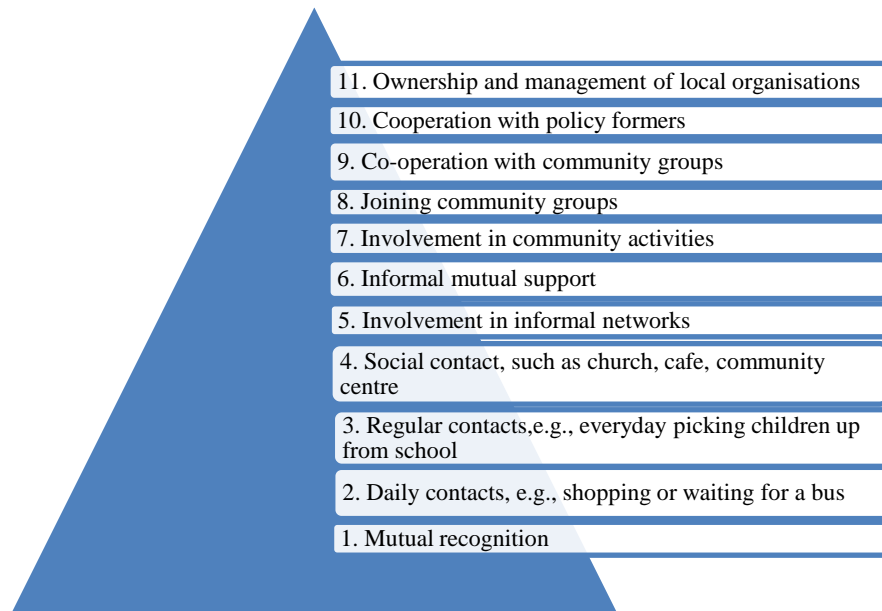 11. Ownership and management of local organisations
10. Cooperation with policy formers
9. Co-operation with community groups
8. Joining community groups
7. Involvement in community activities
6. Informal mutual support
5. Involvement in informal networks
4. Social contact, such as church, cafe, community
centre
3. Regular contacts,e.g., everyday picking children up
from school
2. Daily contacts, e.g., shopping or waiting for a bus
1. Mutual recognition